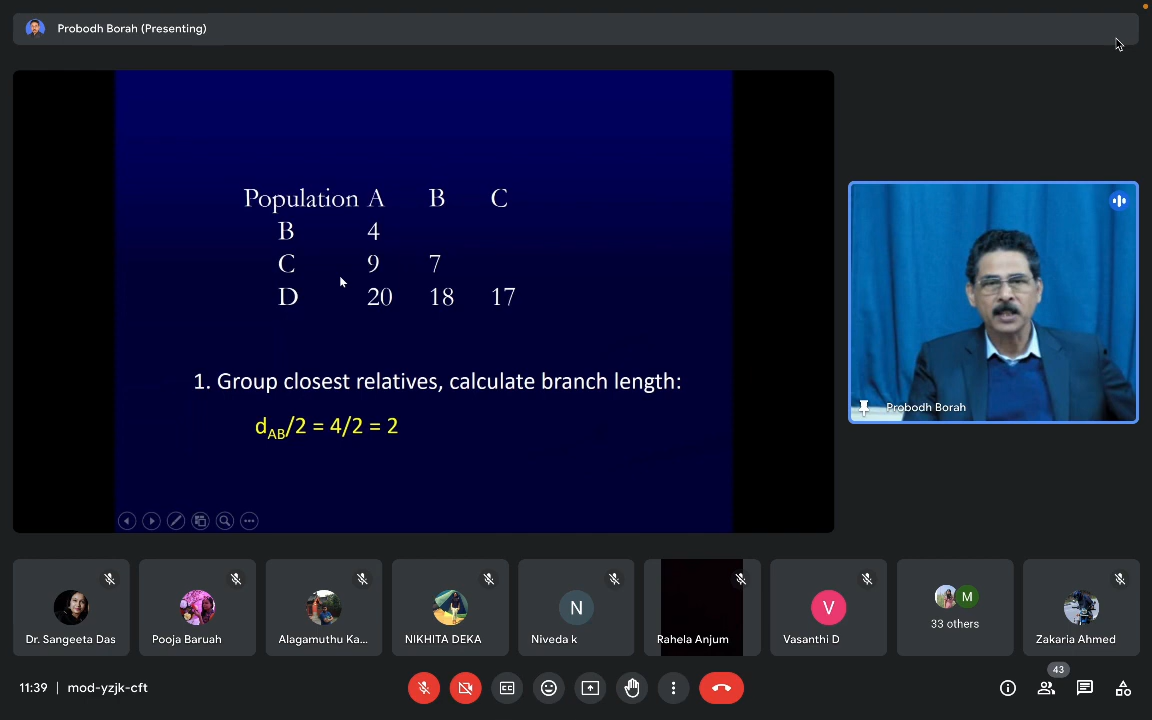 Probodh Borah (Presenting)
Population A B C
B 4
C 9 7
D 20 18 17
1. Group closest relatives, calculate branch length:
dAB/2 = 4/2 = 2
Probodh Borah
Dr. Sangeeta Das
Pooja Baruah
Alagamuthu Ka...
NIKHITA DEKA
N
Niveda k
Rahela Anjum
V
Vasanthi D
M
33 others
Zakaria Ahmed
11:39 | mod-yzjk-cft
43